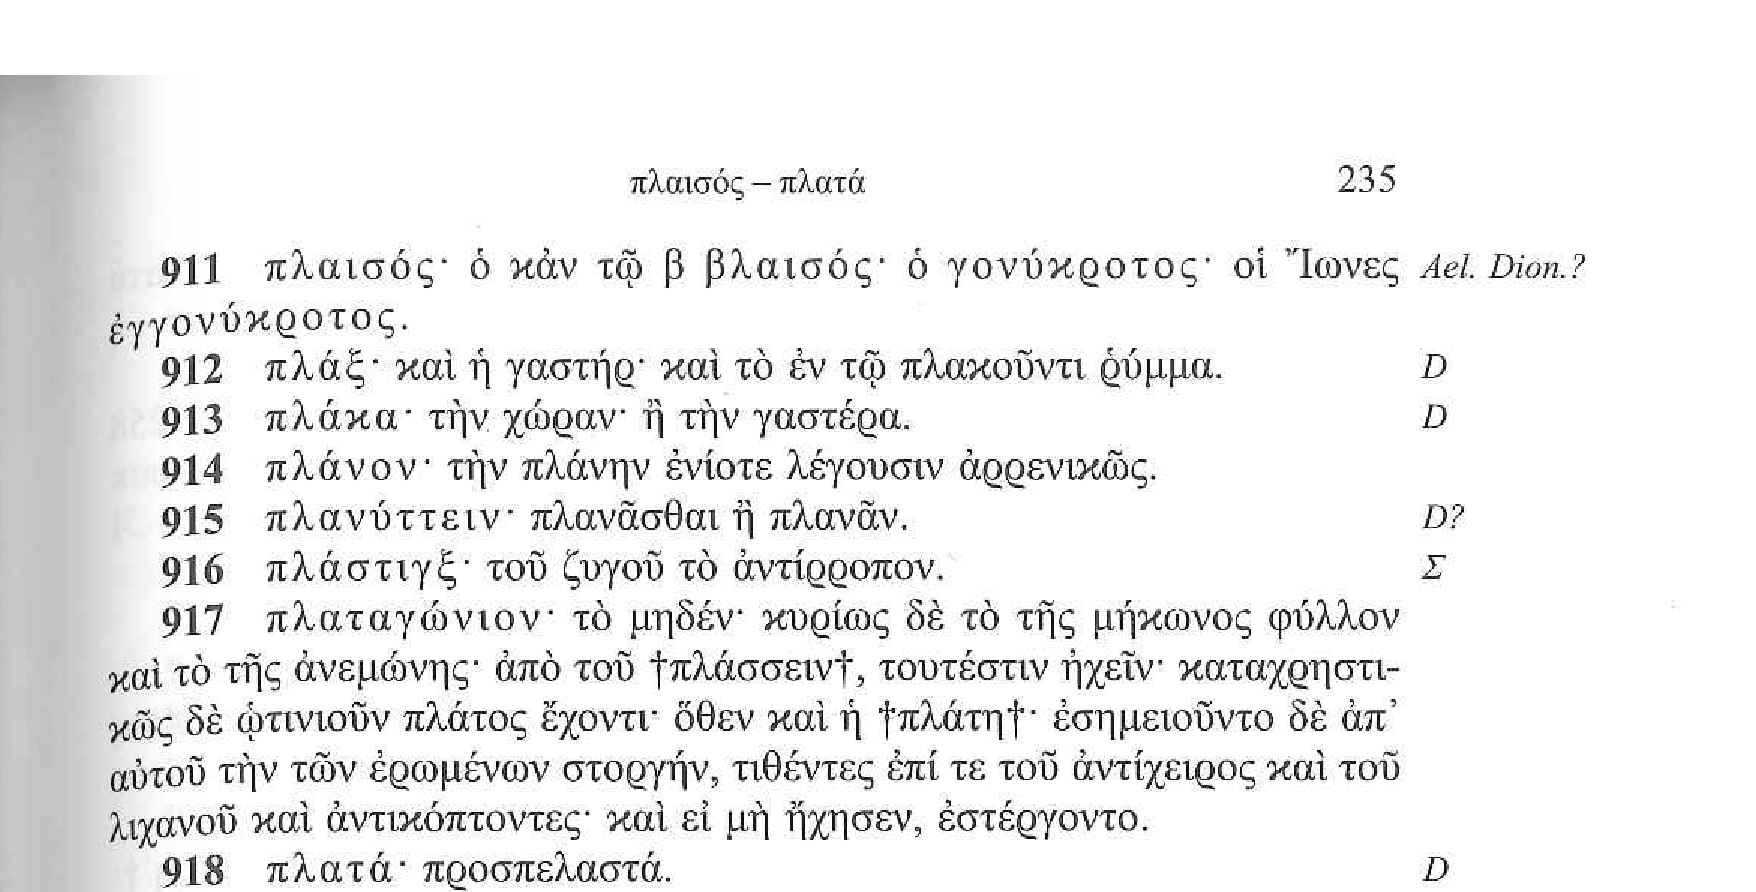 πλαισός – πλατά 235
911 πλαισός· ὁ κἀν τῷ β βλαισός· ὁ γονύκροτος· οἱ Ἴωνες Ael. Dion.?
ἐγγονύκροτος.
912 πλάξ· καὶ ἡ γαστήρ· καὶ τὸ ἐν τῷ πλακοῦντι ῥύμμα. D
913 πλάκα· τὴν χώραν· ἢ τὴν γαστέρα. D
914 πλάνον· τὴν πλάνην ἐνίοτε λέγουσιν ἀρρενικῶς.
915 πλανύττειν· πλανᾶσθαι ἢ πλανᾶν. D?
916 πλάστιγξ· τοῦ ζυγοῦ τὸ ἀντίρροπον. Σ
917 πλαταγώνιον· τὸ μηδέν· κυρίως δὲ τὸ τῆς μήκωνος φύλλον
καὶ τὸ τῆς ἀνεμώνης· ἀπὸ τοῦ †πλάσσειν†, τουτέστιν ἠχεῖν· καταχρηστι-
κῶς δὲ ᾡτινιοῦν πλάτος ἔχοντι· ὅθεν καὶ ἡ †πλάτη†· ἐσημειοῦντο δὲ ἀπ’
αὐτοῦ τὴν τῶν ἐρωμένων στοργήν, τιθέντες ἐπί τε τοῦ ἀντίχειρος καὶ τοῦ
λιχανοῦ καὶ ἀντικόπτοντες· καὶ εἰ μὴ ἤχησεν, ἐστέργοντο.
918 πλατά· προσπελαστά. D